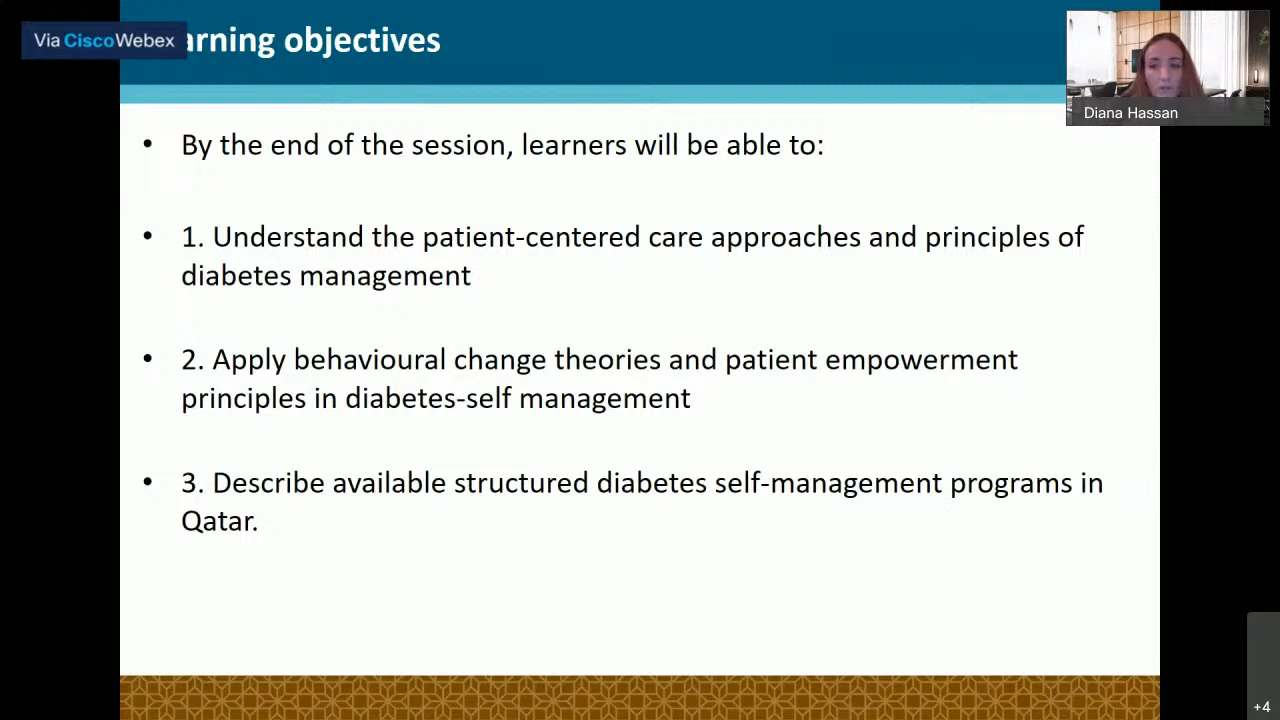 Via CiscoWebex
arning objectives
Diana Hassan
• By the end of the session, learners will be able to:
• 1. Understand the patient-centered care approaches and principles of
diabetes management
• 2. Apply behavioural change theories and patient empowerment
principles in diabetes-self management
• 3. Describe available structured diabetes self-management programs in
Qatar.
+4